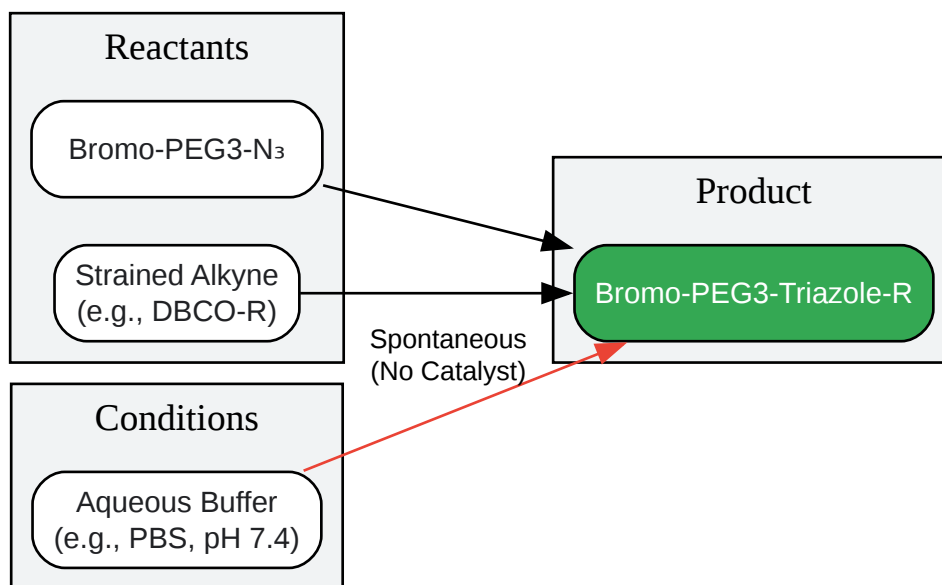 Reactants
Bromo-PEG3-N₃
Strained Alkyne
(e.g., DBCO-R)
Product
Bromo-PEG3-Triazole-R
Spontaneous
(No Catalyst)
Conditions
Aqueous Buffer
(e.g., PBS, pH 7.4)